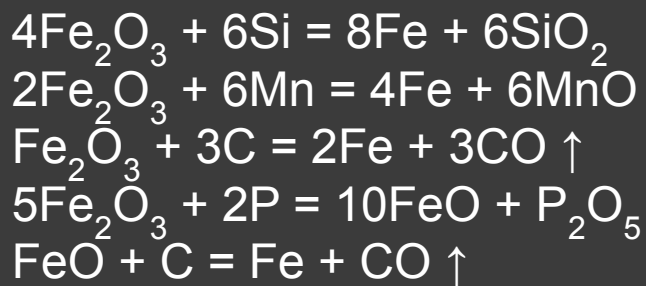 4Fe₂O₃ + 6Si = 8Fe + 6SiO₂
2Fe₂O₃ + 6Mn = 4Fe + 6MnO
Fe₂O₃ + 3C = 2Fe + 3CO ↑
5Fe₂O₃ + 2P = 10FeO + P₂O₅
FeO + C = Fe + CO ↑